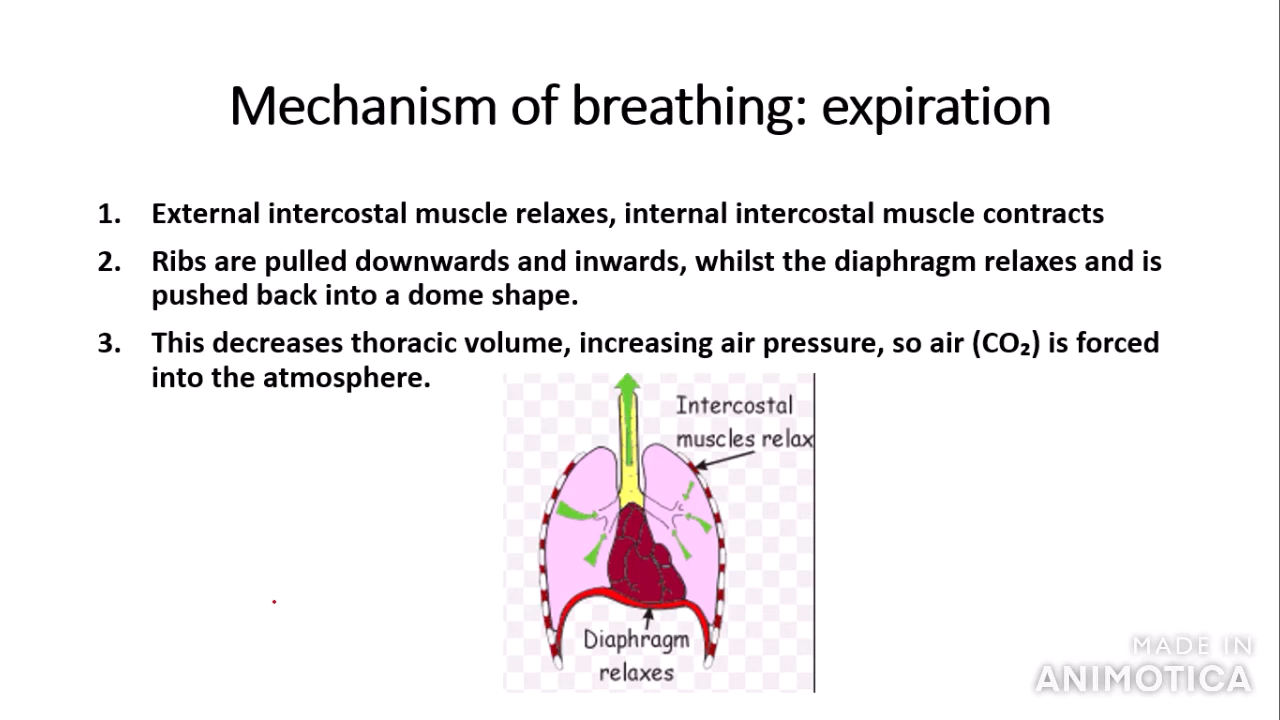 Mechanism of breathing: expiration
1. External intercostal muscle relaxes, internal intercostal muscle contracts
2. Ribs are pulled downwards and inwards, whilst the diaphragm relaxes and is
pushed back into a dome shape.
3. This decreases thoracic volume, increasing air pressure, so air (CO₂) is forced
into the atmosphere.
Intercostal
muscles relax
Diaphragm
relaxes
MADE IN
ANIMOTICA